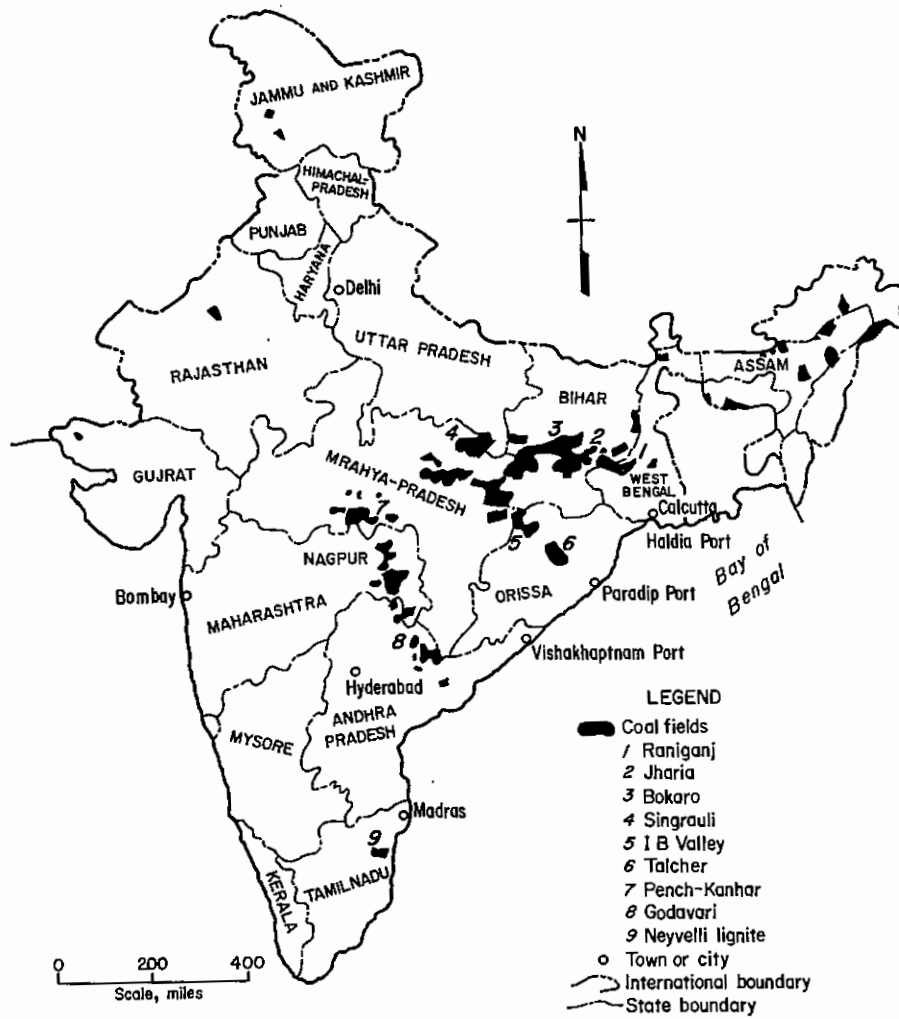 JAMMU AND KASHMIR
N
HIMACHAL-
PRADESH
PUNJAB
HARYANA
Delhi
UTTAR PRADESH
RAJASTHAN
ASSAM
BIHAR
4
3
2
GUJRAT
MRAHYA-PRADESH
WEST
BENGAL
7
Calcutta
Haldia Port
5
6
NAGPUR
Bay of
Bengal
ORISSA
Paradip Port
Bombay
MAHARASHTRA
8
Vishakhaptnam Port
Hyderabad
ANDHRA
PRADESH
MYSORE
Madras
9
TAMILNADU
KERALA
0 200 400
Scale, miles
LEGEND
Coal fields
1 Raniganj
2 Jharia
3 Bokaro
4 Singrauli
5 I B Valley
6 Talcher
7 Pench-Kanhar
8 Godavari
9 Neyvelli lignite
Town or city
International boundary
State boundary